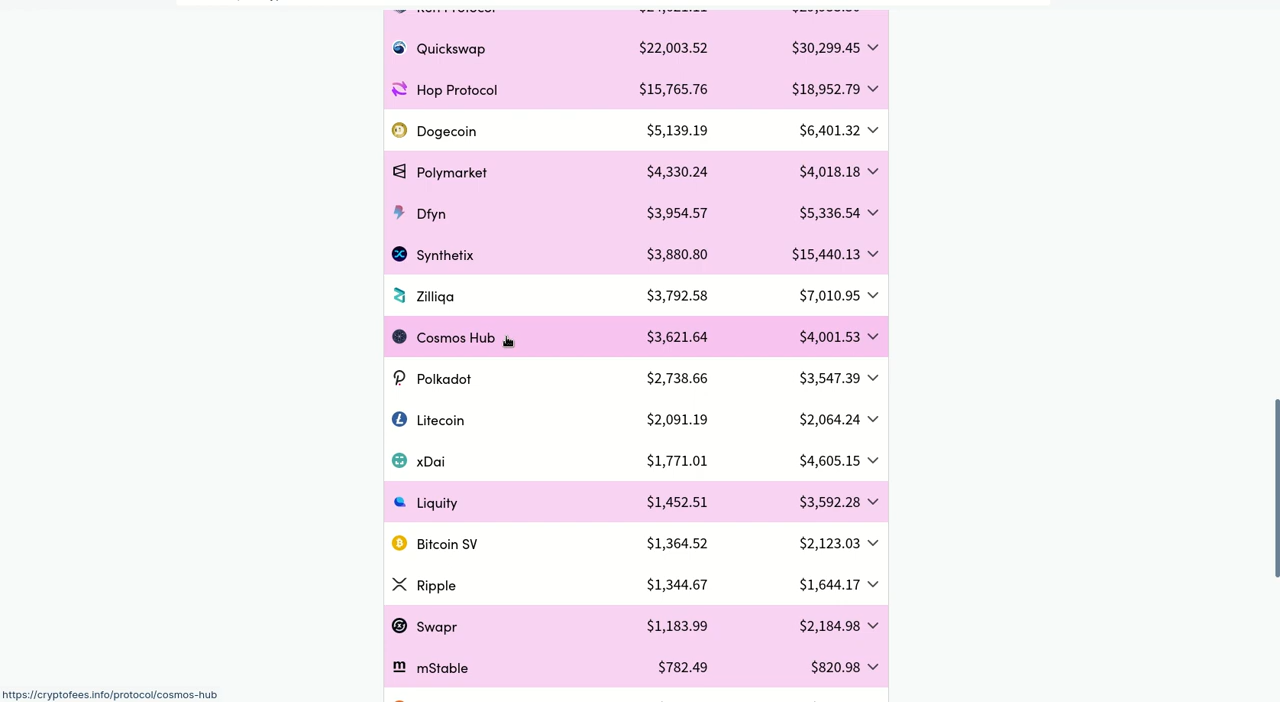 Quickswap $22,003.52 $30,299.45
Hop Protocol $15,765.76 $18,952.79
Dogecoin $5,139.19 $6,401.32
Polymarket $4,330.24 $4,018.18
Dfyn $3,954.57 $5,336.54
Synthetix $3,880.80 $15,440.13
Zilliqa $3,792.58 $7,010.95
Cosmos Hub $3,621.64 $4,001.53
Polkadot $2,738.66 $3,547.39
Litecoin $2,091.19 $2,064.24
xDai $1,771.01 $4,605.15
Liquity $1,452.51 $3,592.28
Bitcoin SV $1,364.52 $2,123.03
Ripple $1,344.67 $1,644.17
Swapr $1,183.99 $2,184.98
m mStable $782.49 $820.98
https://cryptofees.info/protocol/cosmos-hub